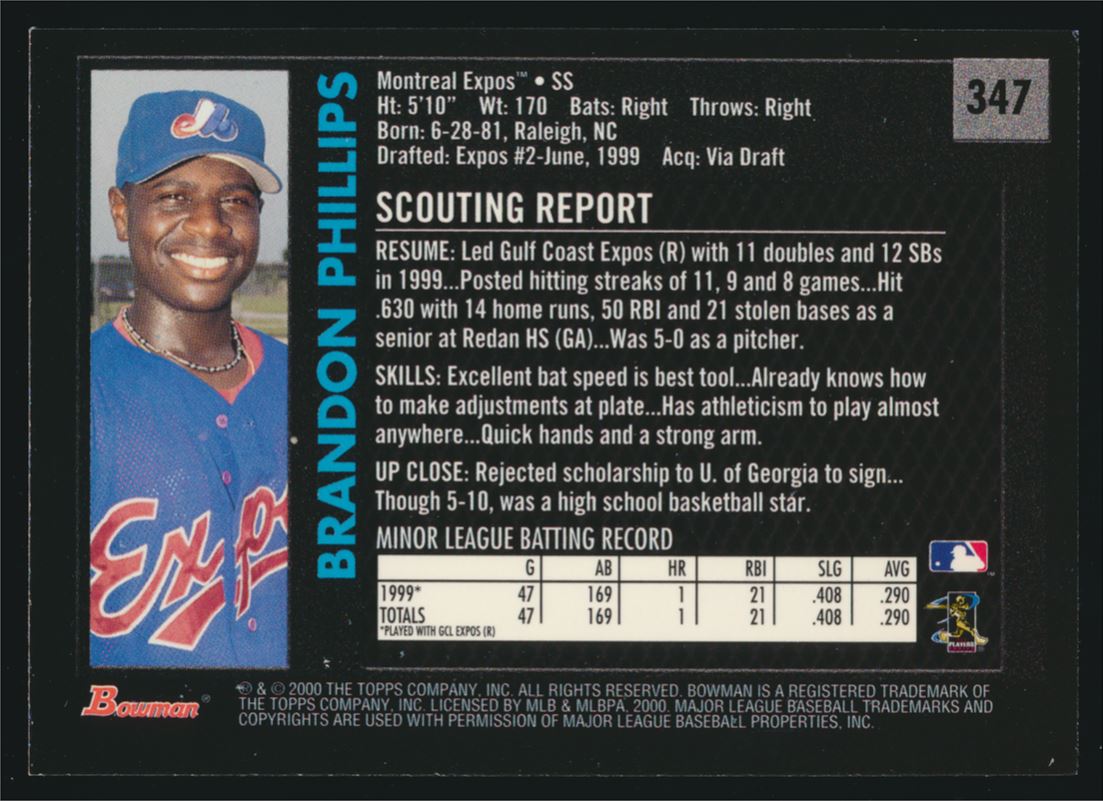 Montreal Expos™ • SS
Ht: 5'10" Wt: 170 Bats: Right Throws: Right
Born: 6-28-81, Raleigh, NC
Drafted: Expos #2-June, 1999 Acq: Via Draft
347
BRANDON PHILLIPS
Expo
SCOUTING REPORT
RESUME: Led Gulf Coast Expos (R) with 11 doubles and 12 SBs
in 1999...Posted hitting streaks of 11, 9 and 8 games...Hit
.630 with 14 home runs, 50 RBI and 21 stolen bases as a
senior at Redan HS (GA)...Was 5-0 as a pitcher.
SKILLS: Excellent bat speed is best tool...Already knows how
to make adjustments at plate...Has athleticism to play almost
anywhere...Quick hands and a strong arm.
UP CLOSE: Rejected scholarship to U. of Georgia to sign...
Though 5-10, was a high school basketball star.
MINOR LEAGUE BATTING RECORD
G AB HR RBI SLG AVG
1999* 47 169 1 21 .408 .290
TOTALS 47 169 1 21 .408 .290
*PLAYED WITH GCL EXPOS (R)
PLAYERS
Bowman®
& © 2000 THE TOPPS COMPANY, INC. ALL RIGHTS RESERVED. BOWMAN IS A REGISTERED TRADEMARK OF
THE TOPPS COMPANY, INC. LICENSED BY MLB & MLBPA, 2000. MAJOR LEAGUE BASEBALL TRADEMARKS AND
COPYRIGHTS ARE USED WITH PERMISSION OF MAJOR LEAGUE BASEBALL PROPERTIES, INC.